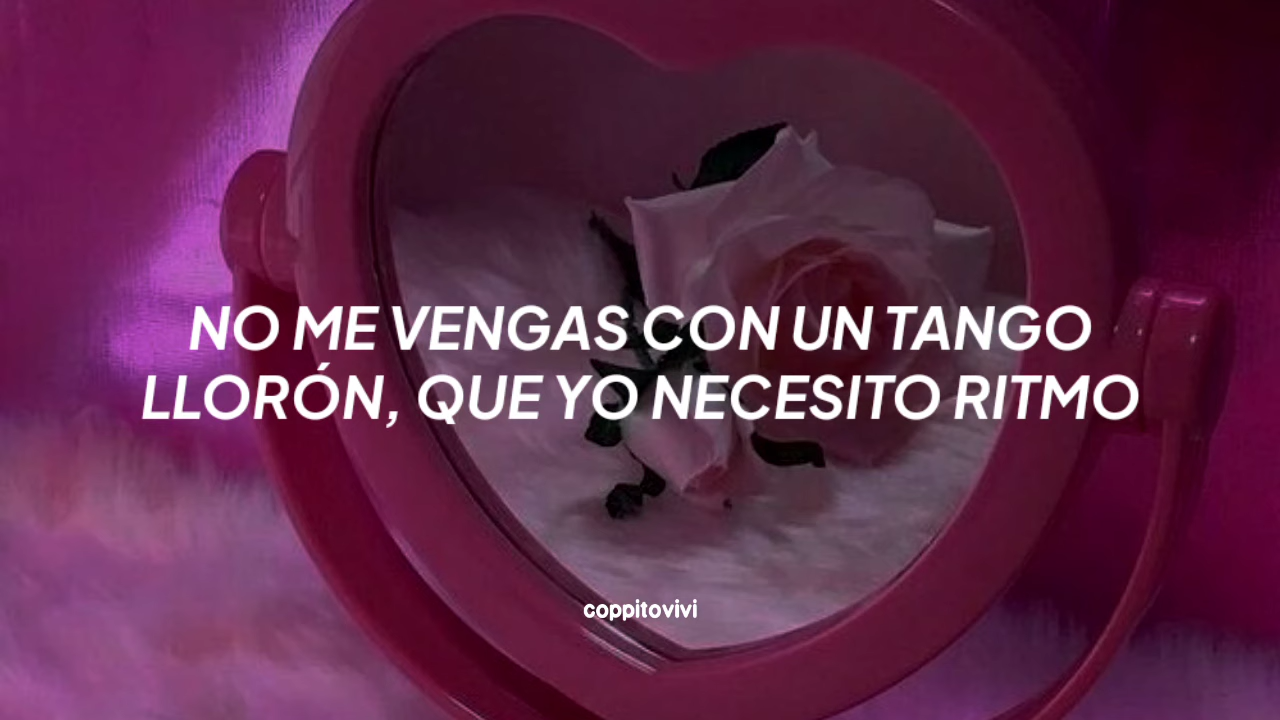 NO ME VENGAS CON UN TANGO
LLORÓN, QUE YO NECESITO RITMO
coppitovivi